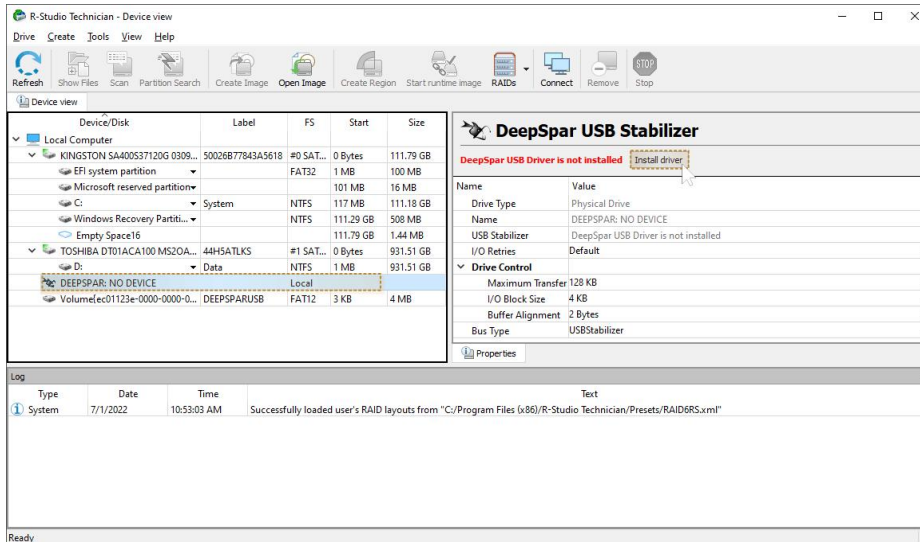 R-Studio Technician - Device view
Drive Create Tools View Help
Refresh Show Files Scan Partition Search Create Image Open Image Create Region Start runtime image RAIDs Connect Remove Stop
STOP
Device view
Device/Disk Label FS Start Size
Local Computer
KINGSTON SA400S37120G 0309... 50026B77843A5618 #0 SAT... 0 Bytes 111.79 GB
EFI system partition FAT32 1 MB 100 MB
Microsoft reserved partition 101 MB 16 MB
C: System NTFS 117 MB 111.18 GB
Windows Recovery Partiti... NTFS 111.29 GB 508 MB
Empty Space16 111.79 GB 1.44 MB
TOSHIBA DT01ACA100 MS2OA... 44H5ATLKS #1 SAT... 0 Bytes 931.51 GB
D: Data NTFS 1 MB 931.51 GB
DEEPSPAR: NO DEVICE Local
Volume{ec01123e-0000-0000-0... DEEPSPARUSB FAT12 3 KB 4 MB
DeepSpar USB Stabilizer
DeepSpar USB Driver is not installed Install driver
Name Value
Drive Type Physical Drive
Name DEEPSPAR: NO DEVICE
USB Stabilizer DeepSpar USB Driver is not installed
I/O Retries Default
Drive Control
Maximum Transfer 128 KB
I/O Block Size 4 KB
Buffer Alignment 2 Bytes
Bus Type USBStabilizer
Properties
Log
Type Date Time Text
System 7/1/2022 10:53:03 AM Successfully loaded user's RAID layouts from "C:/Program Files (x86)/R-Studio Technician/Presets/RAID6RS.xml"
Ready